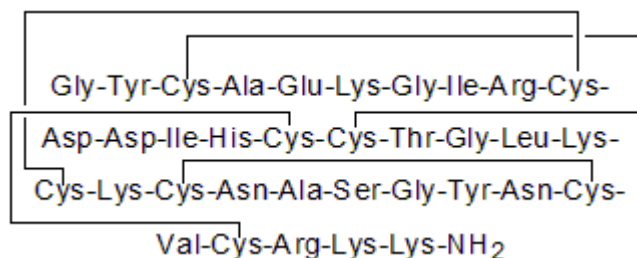 Gly-Tyr-Cys-Ala-Glu-Lys-Gly-Ile-Arg-Cys-
Asp-Asp-Ile-His-Cys-Cys-Thr-Gly-Leu-Lys-
Cys-Lys-Cys-Asn-Ala-Ser-Gly-Tyr-Asn-Cys-
Val-Cys-Arg-Lys-Lys-NH2